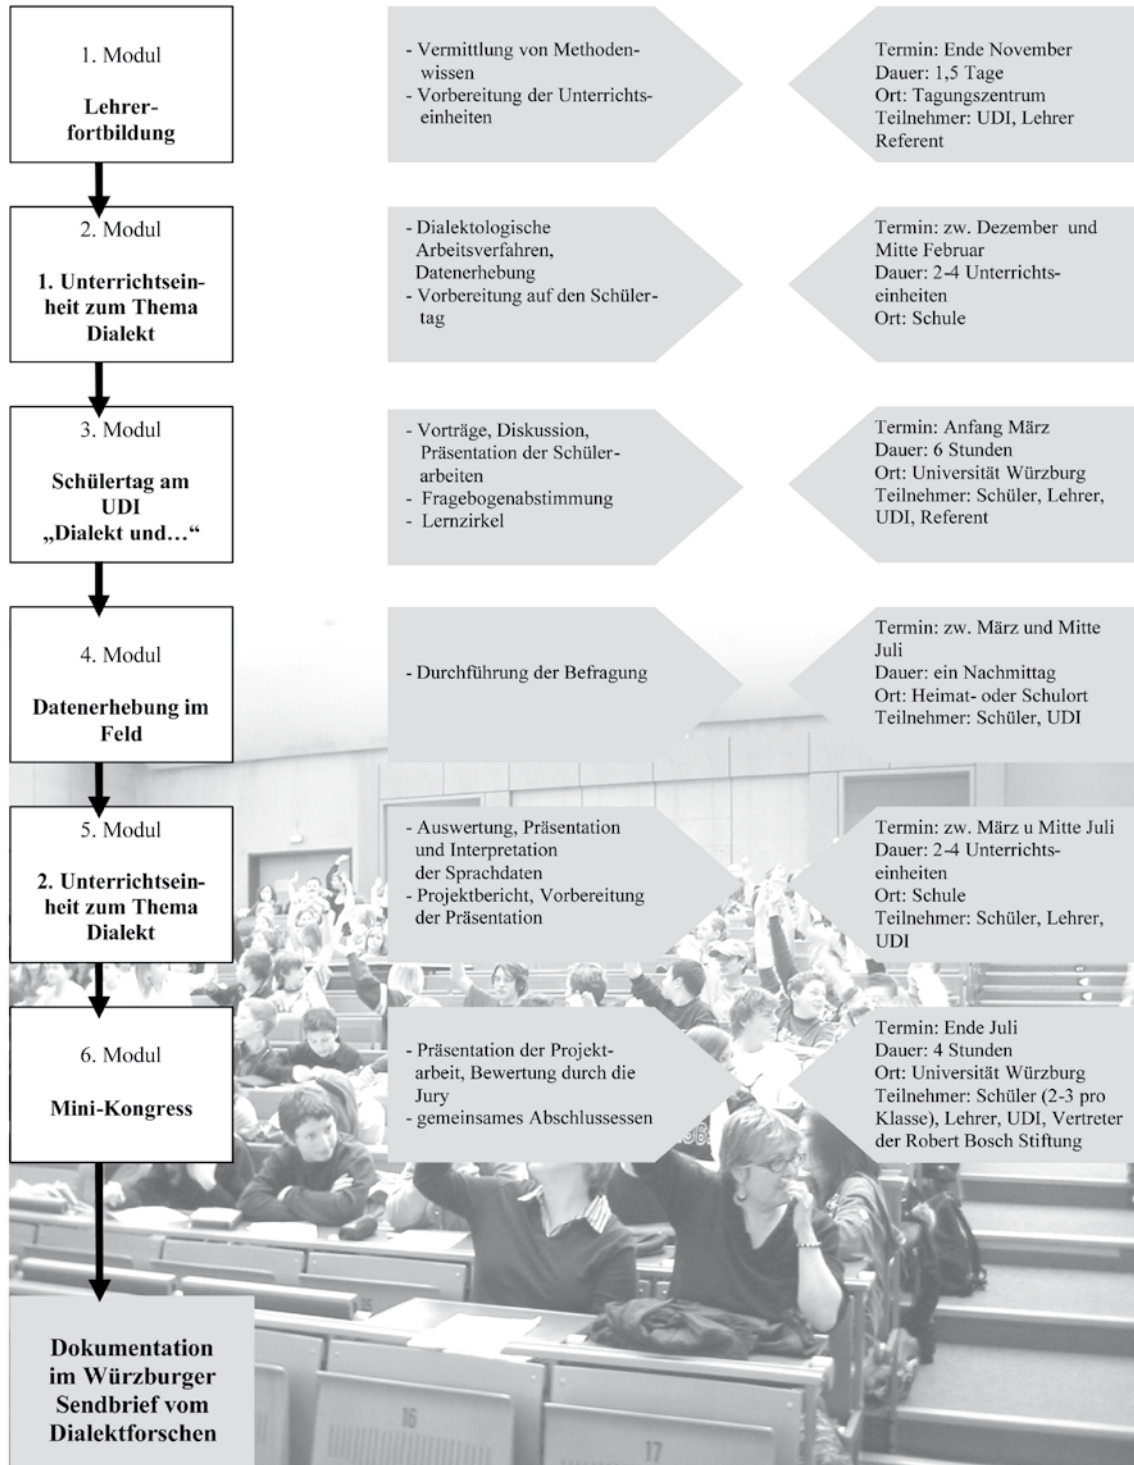 1. Modul
Lehrer-
fortbildung
- Vermittlung von Methoden-
wissen
- Vorbereitung der Unterrichts-
einheiten
Termin: Ende November
Dauer: 1,5 Tage
Ort: Tagungszentrum
Teilnehmer: UDI, Lehrer
Referent
2. Modul
1. Unterrichtsein-
heit zum Thema
Dialekt
- Dialektologische
Arbeitsverfahren,
Datenerhebung
- Vorbereitung auf den Schüler-
tag
Termin: zw. Dezember und
Mitte Februar
Dauer: 2-4 Unterrichts-
einheiten
Ort: Schule
3. Modul
Schülertag am
UDI
„Dialekt und…“
- Vorträge, Diskussion,
Präsentation der Schüler-
arbeiten
- Fragebogenabstimmung
- Lernzirkel
Termin: Anfang März
Dauer: 6 Stunden
Ort: Universität Würzburg
Teilnehmer: Schüler, Lehrer,
UDI, Referent
4. Modul
Datenerhebung im
Feld
- Durchführung der Befragung
Termin: zw. März und Mitte
Juli
Dauer: ein Nachmittag
Ort: Heimat- oder Schulort
Teilnehmer: Schüler, UDI
5. Modul
2. Unterrichtsein-
heit zum Thema
Dialekt
- Auswertung, Präsentation
und Interpretation
der Sprachdaten
- Projektbericht, Vorbereitung
der Präsentation
Termin: zw. März u Mitte Juli
Dauer: 2-4 Unterrichts-
einheiten
Ort: Schule
Teilnehmer: Schüler, Lehrer,
UDI
6. Modul
Mini-Kongress
- Präsentation der Projekt-
arbeit, Bewertung durch die
Jury
- gemeinsames Abschlussessen
Termin: Ende Juli
Dauer: 4 Stunden
Ort: Universität Würzburg
Teilnehmer: Schüler (2-3 pro
Klasse), Lehrer, UDI, Vertreter
der Robert Bosch Stiftung
Dokumentation
im Würzburger
Sendbrief vom
Dialektforschen
15
16
17